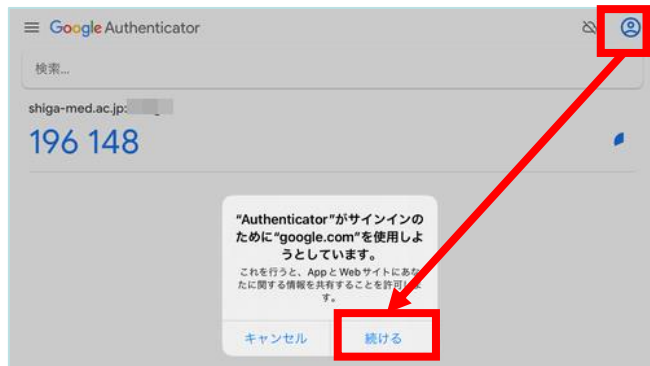 Google Authenticator
検索...
shiga-med.ac.jp:
196 148
"Authenticator"がサインインの
ために"google.com"を使用しよ
うとしています。
これを行うと、AppとWebサイトにあな
たに関する情報を共有することを許可しま
す。
キャンセル 続ける